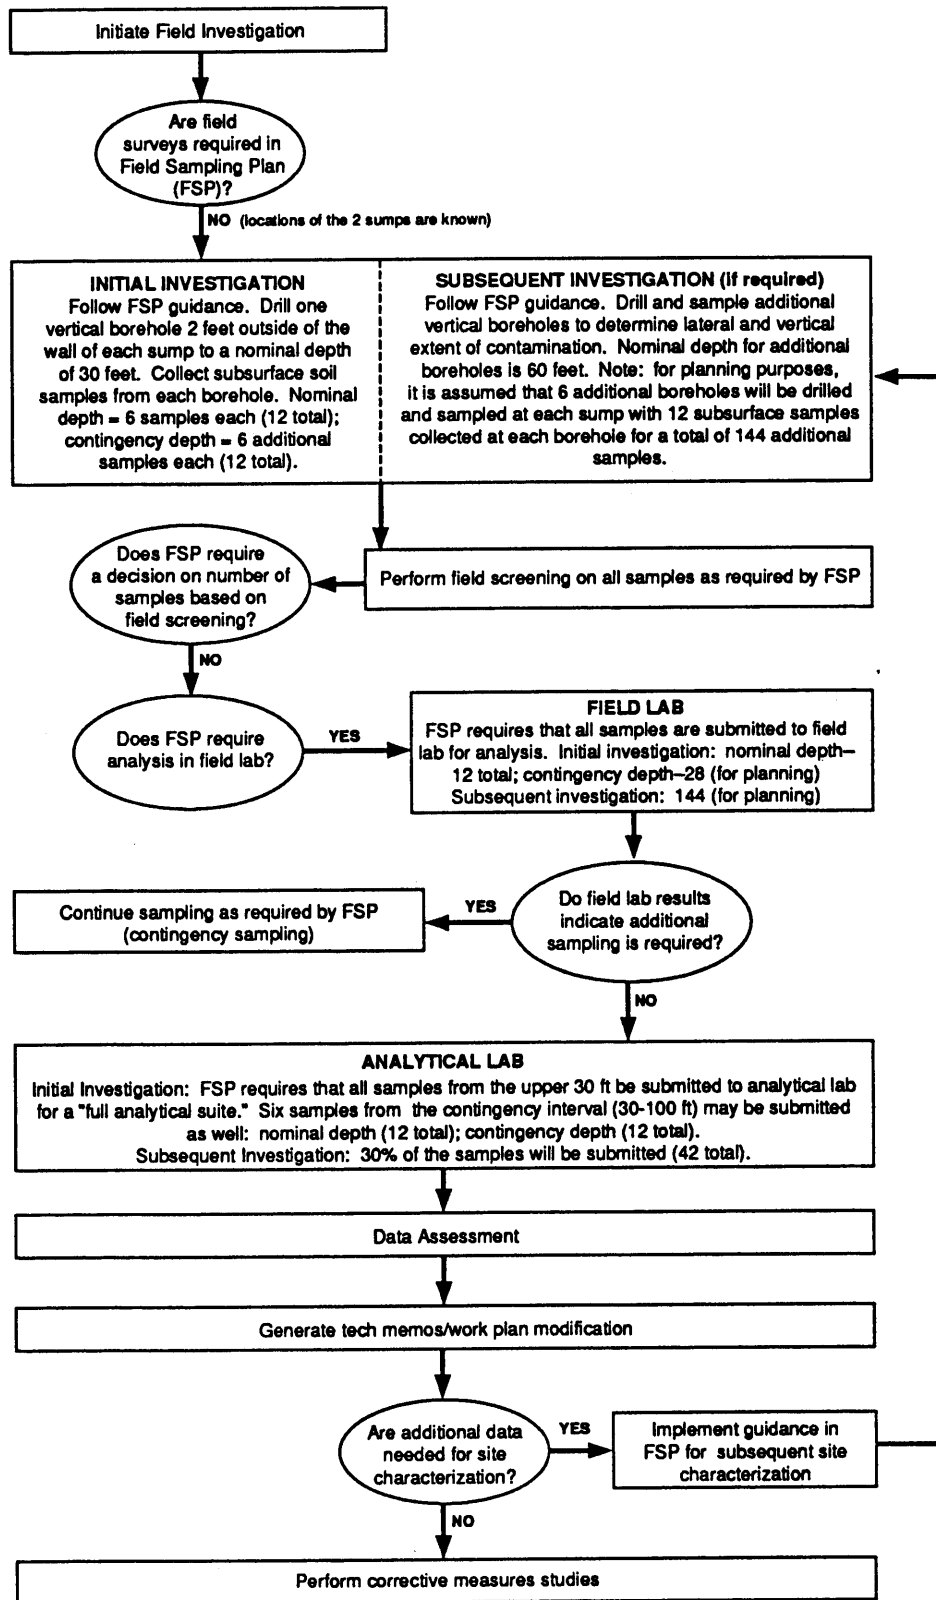 Initiate Field Investigation
Are field
surveys required in
Field Sampling Plan
(FSP)?
NO (locations of the 2 sumps are known)
INITIAL INVESTIGATION
Follow FSP guidance. Drill one
vertical borehole 2 feet outside of the
wall of each sump to a nominal depth
of 30 feet. Collect subsurface soil
samples from each borehole. Nominal
depth = 6 samples each (12 total);
contingency depth = 6 additional
samples each (12 total).
SUBSEQUENT INVESTIGATION (if required)
Follow FSP guidance. Drill and sample additional
vertical boreholes to determine lateral and vertical
extent of contamination. Nominal depth for additional
boreholes is 60 feet. Note: for planning purposes,
it is assumed that 6 additional boreholes will be drilled
and sampled at each sump with 12 subsurface samples
collected at each borehole for a total of 144 additional
samples.
Perform field screening on all samples as required by FSP
Does FSP require
a decision on number of
samples based on
field screening?
NO
Does FSP require
analysis in field lab?
YES
FIELD LAB
FSP requires that all samples are submitted to field
lab for analysis. Initial investigation: nominal depth–
12 total; contingency depth–28 (for planning)
Subsequent investigation: 144 (for planning)
Do field lab results
indicate additional
sampling is required?
YES
Continue sampling as required by FSP
(contingency sampling)
NO
ANALYTICAL LAB
Initial Investigation: FSP requires that all samples from the upper 30 ft be submitted to analytical lab
for a "full analytical suite." Six samples from the contingency interval (30-100 ft) may be submitted
as well: nominal depth (12 total); contingency depth (12 total).
Subsequent Investigation: 30% of the samples will be submitted (42 total).
Data Assessment
Generate tech memos/work plan modification
Are additional data
needed for site
characterization?
YES
Implement guidance in
FSP for subsequent site
characterization
NO
Perform corrective measures studies